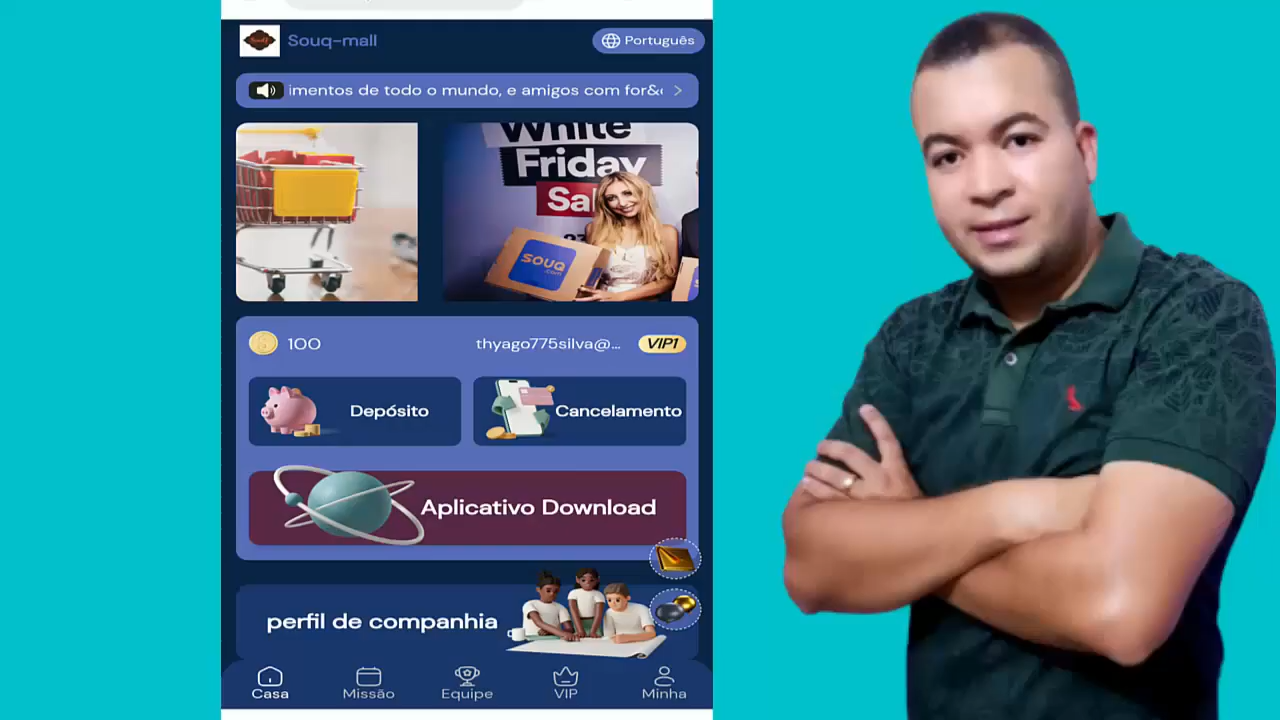 Souq-mall
Português
imentos de todo o mundo, e amigos com for&
White
Friday
Sal
SOUQ
.com
100
thyago775silva@...
VIP1
Depósito
Cancelamento
Aplicativo Download
perfil de companhia
Casa
Missão
Equipe
VIP
Minha